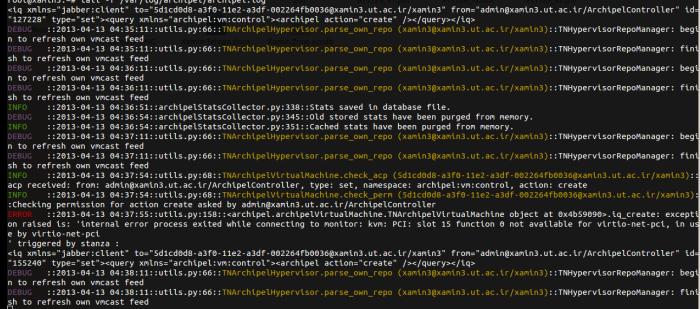 <iq xmlns="jabber:client" to="5d1cd0d8-a3f0-11e2-a3df-002264fb0036@xamin3.ut.ac.ir/xamin3" from="admin@xamin3.ut.ac.ir/ArchipelController" id=
"127228" type="set"><query xmlns="archipel:vm:control"><archipel action="create" /></query></iq>
DEBUG   ::2013-04-13 04:35:11::utils.py:66::TNArchipelHypervisor.parse_own_repo (xamin3@xamin3.ut.ac.ir/xamin3)::TNHypervisorRepoManager: begi
n to refresh own vmcast feed
DEBUG   ::2013-04-13 04:35:11::utils.py:66::TNArchipelHypervisor.parse_own_repo (xamin3@xamin3.ut.ac.ir/xamin3)::TNHypervisorRepoManager: fini
sh to refresh own vmcast feed
DEBUG   ::2013-04-13 04:36:11::utils.py:66::TNArchipelHypervisor.parse_own_repo (xamin3@xamin3.ut.ac.ir/xamin3)::TNHypervisorRepoManager: begi
n to refresh own vmcast feed
DEBUG   ::2013-04-13 04:36:11::utils.py:66::TNArchipelHypervisor.parse_own_repo (xamin3@xamin3.ut.ac.ir/xamin3)::TNHypervisorRepoManager: fini
sh to refresh own vmcast feed
INFO    ::2013-04-13 04:36:51::archipelStatsCollector.py:338::Stats saved in database file.
DEBUG   ::2013-04-13 04:36:54::archipelStatsCollector.py:345::Old stored stats have been purged from memory.
INFO    ::2013-04-13 04:36:54::archipelStatsCollector.py:351::Cached stats have been purged from memory.
DEBUG   ::2013-04-13 04:37:11::utils.py:66::TNArchipelHypervisor.parse_own_repo (xamin3@xamin3.ut.ac.ir/xamin3)::TNHypervisorRepoManager: begi
n to refresh own vmcast feed
DEBUG   ::2013-04-13 04:37:11::utils.py:66::TNArchipelHypervisor.parse_own_repo (xamin3@xamin3.ut.ac.ir/xamin3)::TNHypervisorRepoManager: fini
sh to refresh own vmcast feed
INFO    ::2013-04-13 04:37:54::utils.py:68::TNArchipelVirtualMachine.check_acp (5d1cd0d8-a3f0-11e2-a3df-002264fb0036@xamin3.ut.ac.ir/xamin3)::
acp received: from: admin@xamin3.ut.ac.ir/ArchipelController, type: set, namespace: archipel:vm:control, action: create
INFO    ::2013-04-13 04:37:54::utils.py:68::TNArchipelVirtualMachine.check_perm (5d1cd0d8-a3f0-11e2-a3df-002264fb0036@xamin3.ut.ac.ir/xamin3):
:Checking permission for action create asked by admin@xamin3.ut.ac.ir/ArchipelController
ERROR   ::2013-04-13 04:37:55::utils.py:158::<archipel.archipelVirtualMachine.TNArchipelVirtualMachine object at 0x4b59090>.iq_create: excepti
on raised is: 'internal error process exited while connecting to monitor: kvm: PCI: slot 15 function 0 not available for virtio-net-pci, in us
e by virtio-net-pci
' triggered by stanza :
<iq xmlns="jabber:client" to="5d1cd0d8-a3f0-11e2-a3df-002264fb0036@xamin3.ut.ac.ir/xamin3" from="admin@xamin3.ut.ac.ir/ArchipelController" id=
"155240" type="set"><query xmlns="archipel:vm:control"><archipel action="create" /></query></iq>
DEBUG   ::2013-04-13 04:38:11::utils.py:66::TNArchipelHypervisor.parse_own_repo (xamin3@xamin3.ut.ac.ir/xamin3)::TNHypervisorRepoManager: begi
n to refresh own vmcast feed
DEBUG   ::2013-04-13 04:38:11::utils.py:66::TNArchipelHypervisor.parse_own_repo (xamin3@xamin3.ut.ac.ir/xamin3)::TNHypervisorRepoManager: fini
sh to refresh own vmcast feed